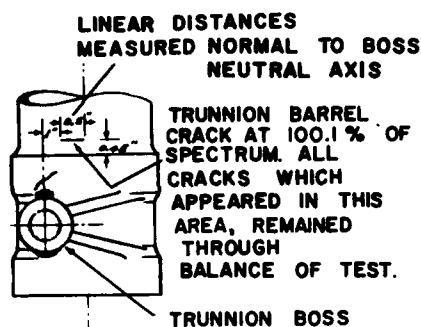 LINEAR DISTANCES
MEASURED NORMAL TO BOSS
NEUTRAL AXIS
TRUNNION BARREL
CRACK AT 100.1 % OF
SPECTRUM. ALL
CRACKS WHICH
APPEARED IN THIS
AREA, REMAINED
THROUGH
BALANCE OF TEST.
TRUNNION BOSS